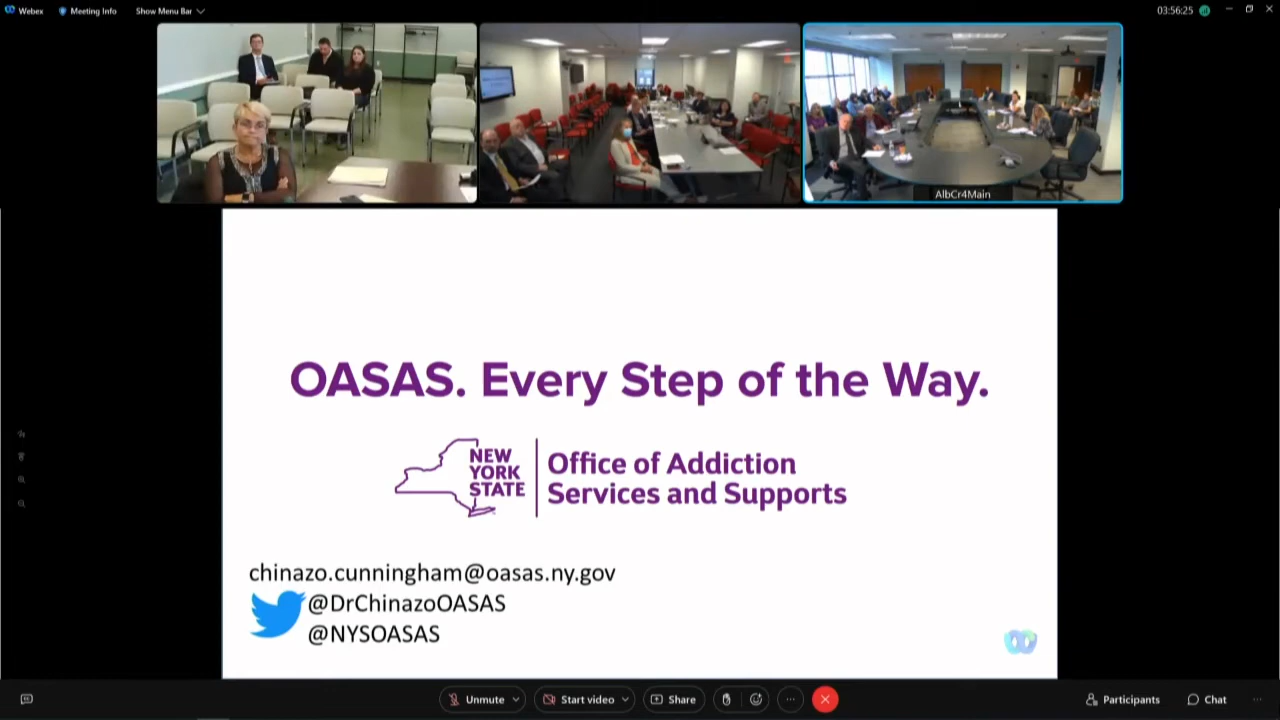 Webex
Meeting Info
Show Menu Bar
03:56:25
AlbCr4Main
OASAS. Every Step of the Way.
NEW
YORK
STATE
Office of Addiction
Services and Supports
chinazo.cunningham@oasas.ny.gov
@DrChinazoOASAS
@NYSOASAS
Unmute
Start video
Share
Participants
Chat